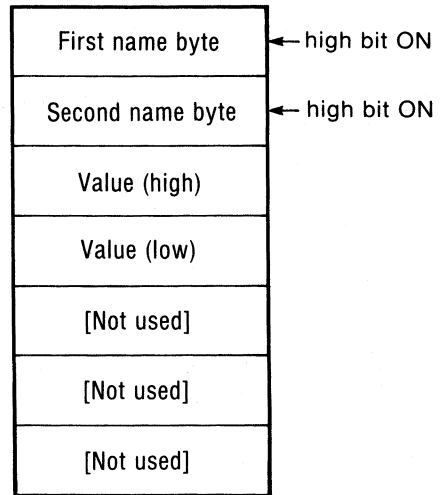 First name byte ← high bit ON
Second name byte ← high bit ON
Value (high)
Value (low)
[Not used]
[Not used]
[Not used]